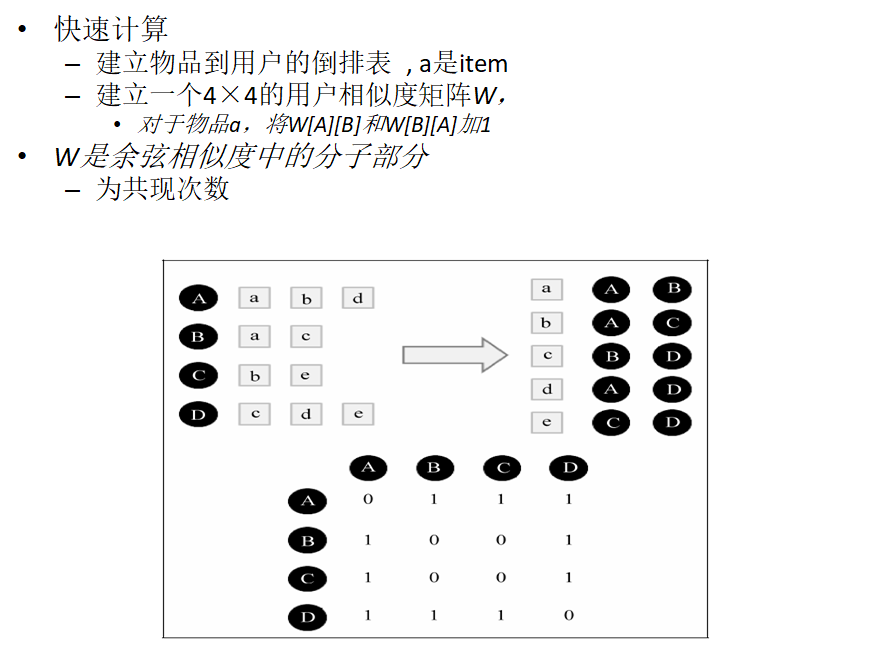 • 快速计算
– 建立物品到用户的倒排表 , a是item
– 建立一个4×4的用户相似度矩阵W，
• 对于物品a，将W[A][B]和W[B][A]加1
• W是余弦相似度中的分子部分
– 为共现次数
A a b d
B a c
C b e
D c d e
a A B
b A C
c B D
d A D
e C D
A B C D
A 0 1 1 1
B 1 0 0 1
C 1 0 0 1
D 1 1 1 0